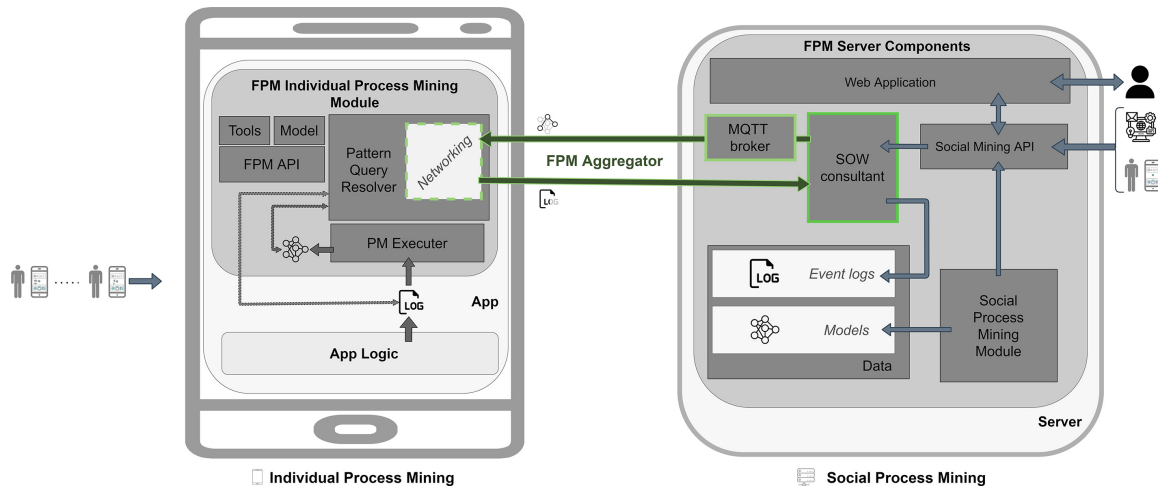 FPM Individual Process Mining
Module
Tools
Model
FPM API
Pattern
Query
Resolver
Networking
PM Executer
LOG
App
App Logic
Individual Process Mining
FPM Aggregator
LOG
FPM Server Components
Web Application
MQTT
broker
SOW
consultant
Social Mining API
LOG
Event logs
Models
Data
Social
Process
Mining
Module
Server
Social Process Mining